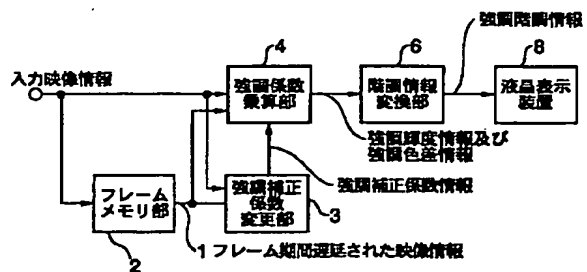 強調階調情報
4
6
8
入力映像情報
強調係数
乗算部
階調情報
変換部
液晶表示
装置
強調輝度情報及び
強調色差情報
強調補正係数情報
フレーム
メモリ部
強調補正
係数
変更部
3
1フレーム期間遅延された映像情報
2